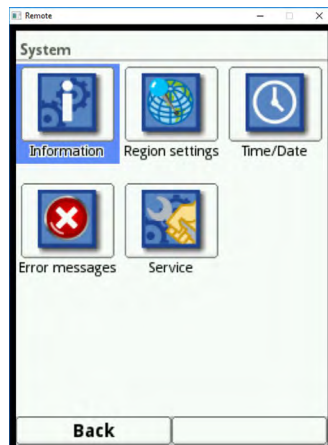 Remote
System
Information
Region settings
Time/Date
Error messages
Service
Back